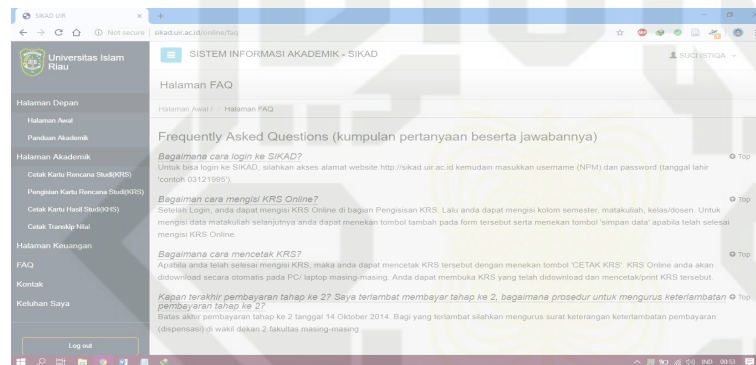 SIKAD UIR
Not secure | sikad.uir.ac.id/online/faq
Universitas Islam
Riau
SISTEM INFORMASI AKADEMIK - SIKAD
SUCI ISTIQA
Halaman FAQ
Halaman Depan
Halaman Awal / / Halaman FAQ
Halaman Awal
Panduan Akademik
Frequently Asked Questions (kumpulan pertanyaan beserta jawabannya)
Halaman Akademik
Bagaimana cara login ke SIKAD?
Top
Untuk bisa login ke SIKAD, silahkan akses alamat website http://sikad.uir.ac.id kemudain masukkan username (NPM) dan password (tanggal lahir
'contoh 03121995').
Cetak Kartu Rencana Studi(KRS)
Pengisian Kartu Rencana Studi(KRS)
Bagaiman cara mengisi KRS Online?
Top
Cetak Kartu Hasil Studi(KHS)
Setelah Login, anda dapat mengisi KRS Online di bagian Pengisisan KRS. Lalu anda dapat mengisi kolom semester, matakuliah, kelas/dosen. Untuk
mengisi data matakuliah selanjutnya anda dapat menekan tombol tambah pada form tersebut serta menekan tombol 'simpan data' apabila telah selesai
mengisi KRS Online.
Cetak Transkip Nilai
Halaman Keuangan
Bagaimana cara mencetak KRS?
Top
FAQ
Apabila anda telah selesai mengisi KRS, maka anda dapat mencetak KRS tersebut dengan menekan tombol 'CETAK KRS'. KRS Online anda akan
didownload secara otomatis pada PC/ laptop masing-masing. Anda dapat membuka KRS yang telah didownload dan mencetak/print KRS tersebut.
Kontak
Keluhan Saya
Kapan terakhir pembayaran tahap ke 2? Saya terlambat membayar tahap ke 2, bagaimana prosedur untuk mengurus keterlambatan
Top
pembayaran tahap ke 2?
Batas akhir pembayaran tahap ke 2 tanggal 14 Oktober 2014. Bagi yang terlambat silahkan mengurus surat keterangan keterlambatan pembayaran
(dispensasi) di wakil dekan 2 fakultas masing-masing
Log out
IND
00:53